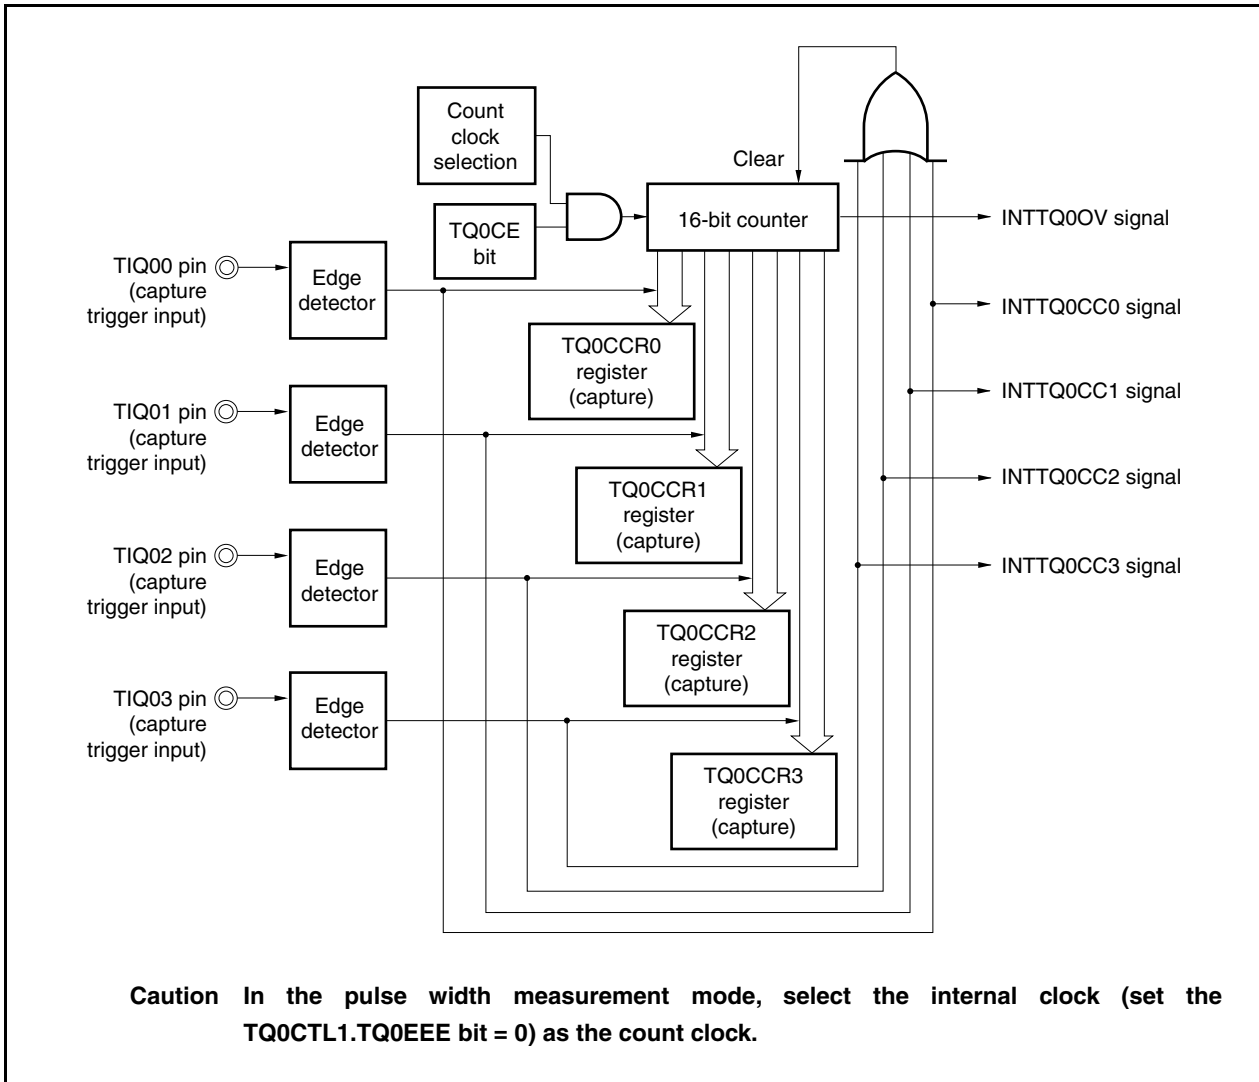 Count
clock
selection
Clear
TQ0CE
bit
16-bit counter
INTTQ0OV signal
TIQ00 pin
(capture
trigger input)
Edge
detector
INTTQ0CC0 signal
TQ0CCR0
register
(capture)
TIQ01 pin
(capture
trigger input)
Edge
detector
INTTQ0CC1 signal
TQ0CCR1
register
(capture)
INTTQ0CC2 signal
TIQ02 pin
(capture
trigger input)
Edge
detector
INTTQ0CC3 signal
TQ0CCR2
register
(capture)
TIQ03 pin
(capture
trigger input)
Edge
detector
TQ0CCR3
register
(capture)
Caution In the pulse width measurement mode, select the internal clock (set the
TQ0CTL1.TQ0EEE bit = 0) as the count clock.